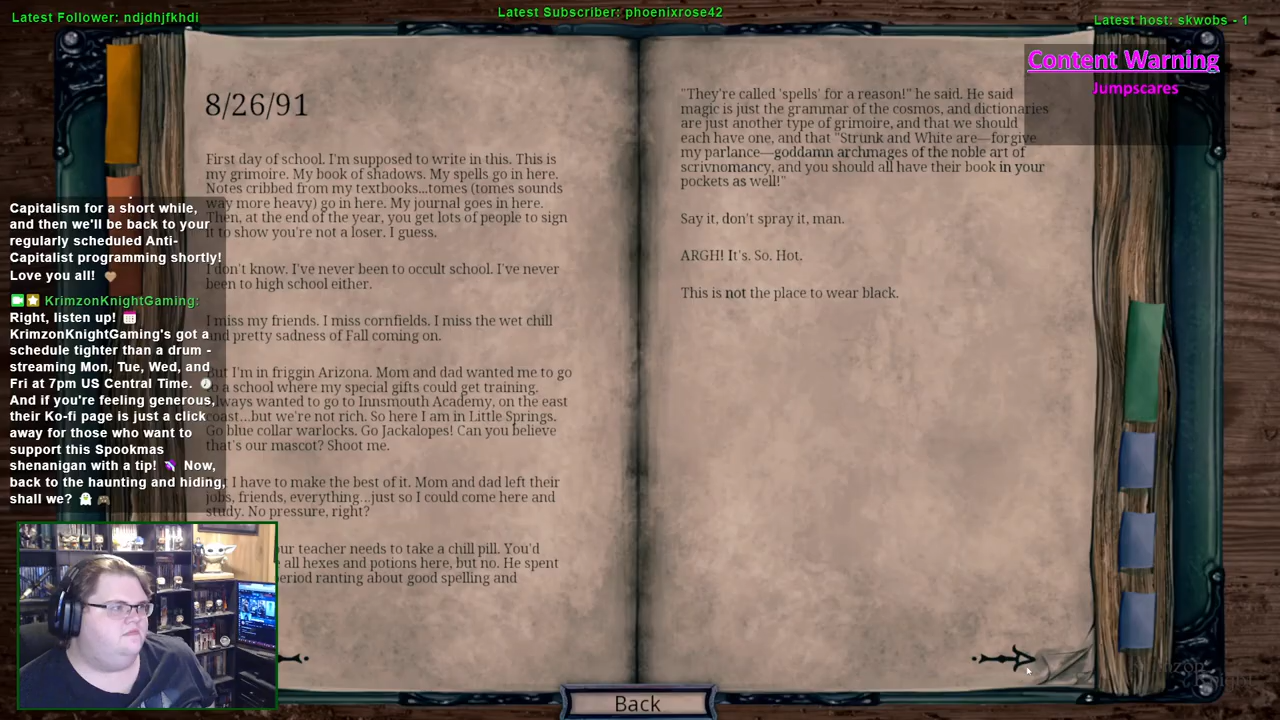 Latest Follower: ndjdhjfkhdi
Latest Subscriber: phoenixrose42
Latest host: skwobs - 1
Content Warning
Jumpscares
8/26/91
First day of school. I'm supposed to write in this. This is
my grimoire. My book of shadows. My spells go in here.
Notes cribbed from my textbooks...tomes (tomes sounds
way more heavy) go in here. My journal goes in here.
Then, at the end of the year, you get lots of people to sign
it to show you're not a loser. I guess.
I don't know. I've never been to occult school. I've never
been to high school either.
I miss my friends. I miss cornfields. I miss the wet chill
and pretty sadness of Fall coming on.
But I'm in friggin Arizona. Mom and dad wanted me to go
to a school where my special gifts could get training.
Always wanted to go to Innsmouth Academy, on the east
coast...but we're not rich. So here I am in Little Springs.
Go blue collar warlocks. Go Jackalopes! Can you believe
that's our mascot? Shoot me.
I have to make the best of it. Mom and dad left their
jobs, friends, everything...just so I could come here and
study. No pressure, right?
teacher needs to take a chill pill. You'd
all hexes and potions here, but no. He spent
period ranting about good spelling and
"They're called 'spells' for a reason!" he said. He said
magic is just the grammar of the cosmos, and dictionaries
are just another type of grimoire, and that we should
each have one, and that "Strunk and White are—forgive
my parlance—goddamn archmages of the noble art of
scrivnomancy, and you should all have their book in your
pockets as well!"
Say it, don't spray it, man.
ARGH! It's. So. Hot.
This is not the place to wear black.
Capitalism for a short while,
and then we'll be back to your
regularly scheduled Anti-
Capitalist programming shortly!
Love you all! 🤎
KrimzonKnightGaming:
Right, listen up! 📅
KrimzonKnightGaming's got a
schedule tighter than a drum -
streaming Mon, Tue, Wed, and
Fri at 7pm US Central Time. 🕖
And if you're feeling generous,
their Ko-fi page is just a click
away for those who want to
support this Spookmas
shenanigan with a tip! 🚀 Now,
back to the haunting and hiding,
shall we? 👻 🎮
Back